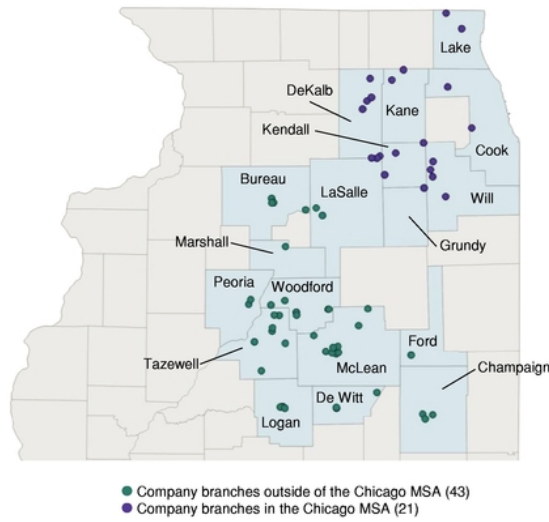 Lake
DeKalb
Kane
Kendall
Cook
Bureau
LaSalle
Will
Marshall
Grundy
Peoria
Woodford
Ford
Tazewell
McLean
Champaign
De Witt
Logan
Company branches outside of the Chicago MSA (43)
Company branches in the Chicago MSA (21)